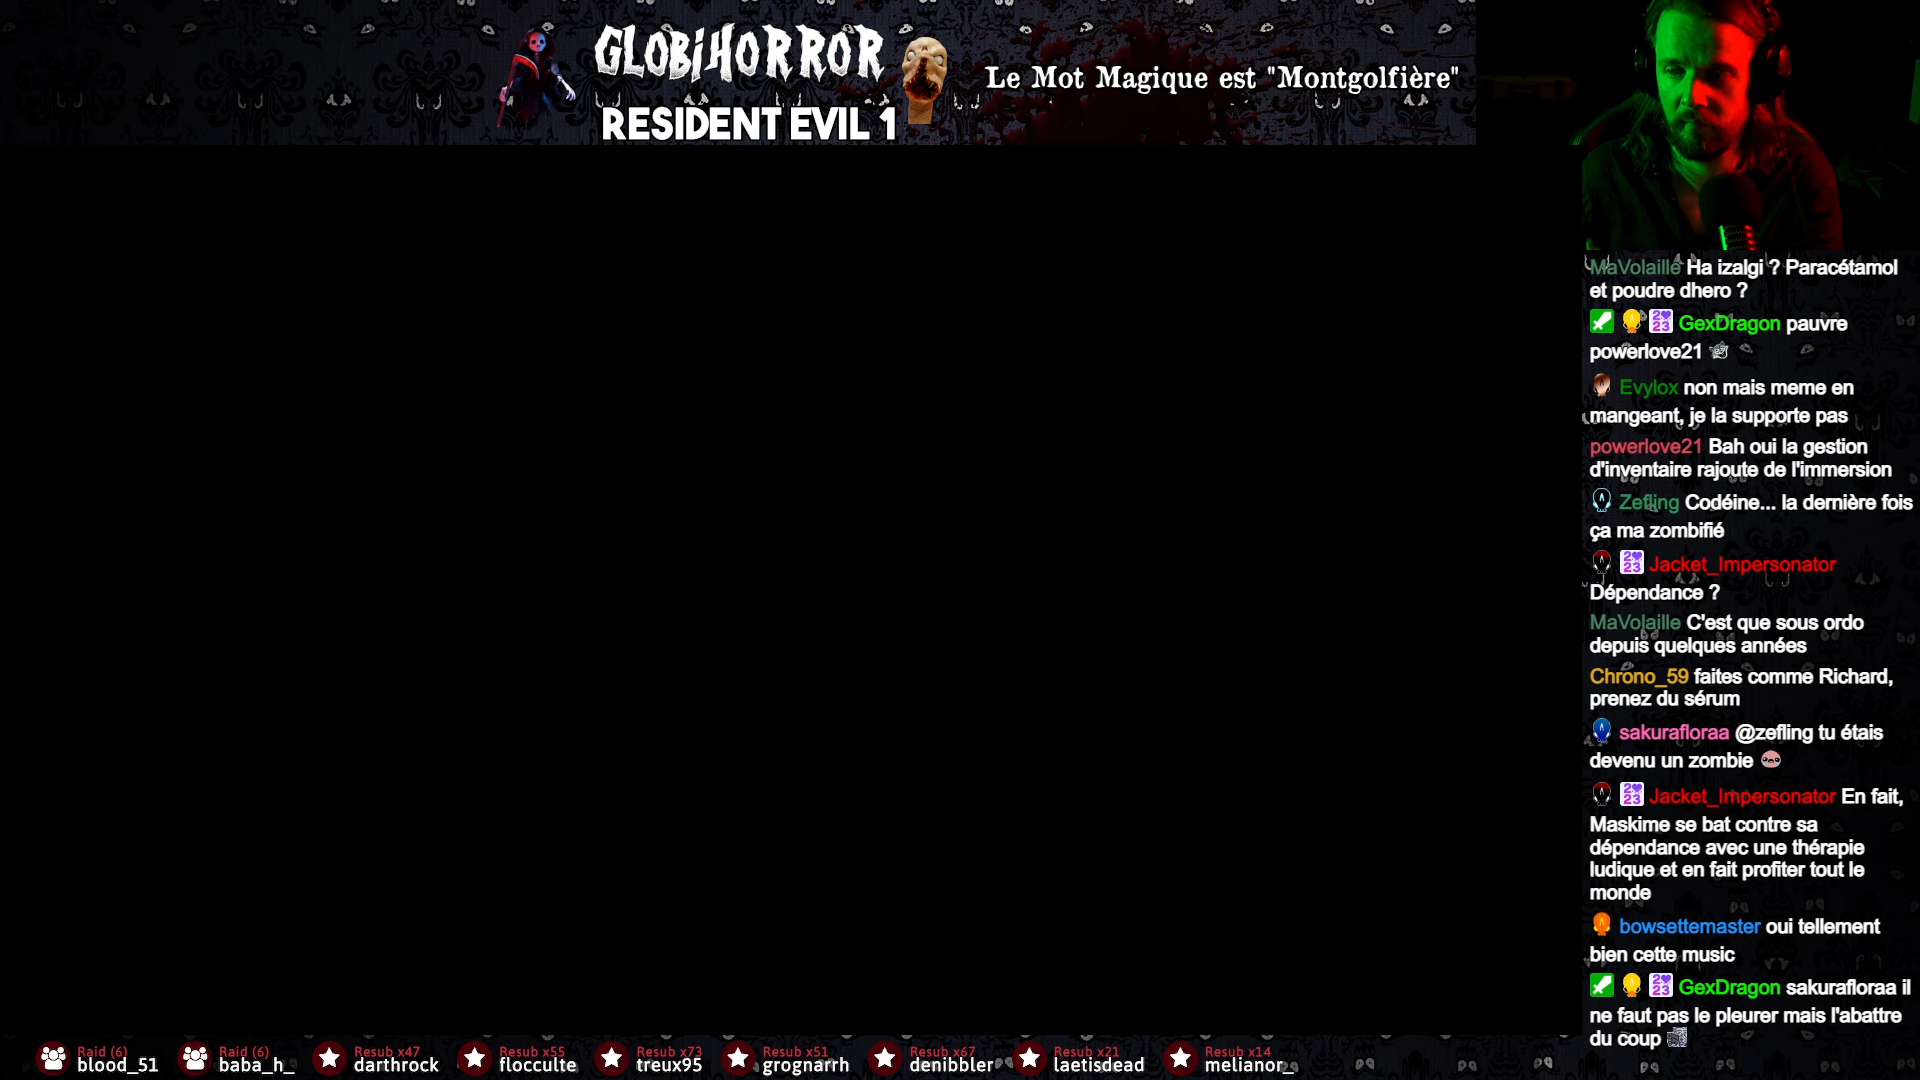 GLOBIHORROR
RESIDENT EVIL 1
Le Mot Magique est "Montgolfière"
MaVolaille Ha izalgi ? Paracétamol
et poudre dhero ?
GexDragon pauvre
powerlove21
Evylox non mais meme en
mangeant, je la supporte pas
powerlove21 Bah oui la gestion
d'inventaire rajoute de l'immersion
Zefling Codéine... la dernière fois
ça ma zombifié
Jacket_Impersonator
Dépendance ?
MaVolaille C'est que sous ordo
depuis quelques années
Chrono_59 faites comme Richard,
prenez du sérum
sakurafloraa @zefling tu étais
devenu un zombie
Jacket_Impersonator En fait,
Maskime se bat contre sa
dépendance avec une thérapie
ludique et en fait profiter tout le
monde
bowsettemaster oui tellement
bien cette music
GexDragon sakurafloraa il
ne faut pas le pleurer mais l'abattre
du coup
Raid (6)
blood_51
Raid (6)
baba_h_
Resub x47
darthrock
Resub x55
flocculte
Resub x73
treux95
Resub x51
grognarrh
Resub x67
denibbler
Resub x21
laetisdead
Resub x14
melianor_